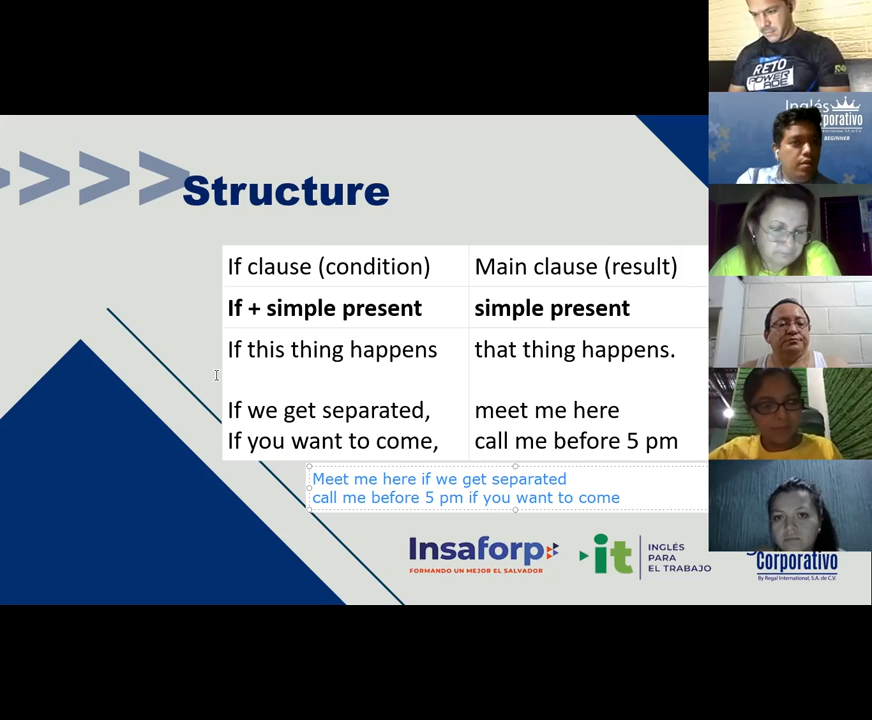 >>>>
Structure
If clause (condition) Main clause (result)
If + simple present simple present
If this thing happens that thing happens.
If we get separated, meet me here
If you want to come, call me before 5 pm
Meet me here if we get separated
call me before 5 pm if you want to come
Insaforp
FORMANDO UN MEJOR EL SALVADOR
it INGLÉS
PARA
EL TRABAJO
Corporativo
By Regal International, S.A. de C.V.
RETO
POWER
ADE
Inglés
porativo
BEGINNER